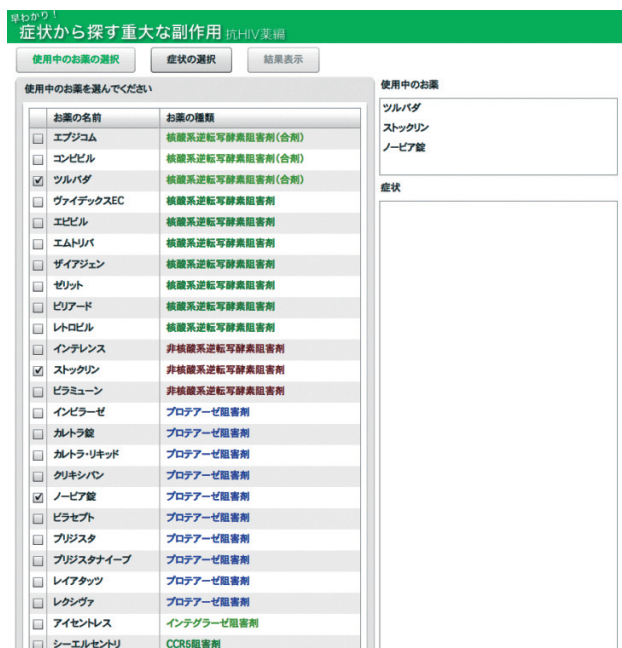 早わかり!
症状から探す重大な副作用 抗HIV薬編
使用中のお薬の選択 症状の選択 結果表示
使用中のお薬を選んでください
お薬の名前 お薬の種類
エプジコム 核酸系逆転写酵素阻害剤(合剤)
コンビビル 核酸系逆転写酵素阻害剤(合剤)
ツルバダ 核酸系逆転写酵素阻害剤(合剤)
ヴァイデックスEC 核酸系逆転写酵素阻害剤
エピビル 核酸系逆転写酵素阻害剤
エムトリバ 核酸系逆転写酵素阻害剤
ザイアジェン 核酸系逆転写酵素阻害剤
ゼリット 核酸系逆転写酵素阻害剤
ビリアード 核酸系逆転写酵素阻害剤
レトロビル 核酸系逆転写酵素阻害剤
インテレンス 非核酸系逆転写酵素阻害剤
ストックリン 非核酸系逆転写酵素阻害剤
ビラミューン 非核酸系逆転写酵素阻害剤
インビラーゼ プロテアーゼ阻害剤
カレトラ錠 プロテアーゼ阻害剤
カレトラ・リキッド プロテアーゼ阻害剤
クリキシバン プロテアーゼ阻害剤
ノービア錠 プロテアーゼ阻害剤
ビラセプト プロテアーゼ阻害剤
プリジスタ プロテアーゼ阻害剤
プリジスタナイーブ プロテアーゼ阻害剤
レイアタッツ プロテアーゼ阻害剤
レクシヴァ プロテアーゼ阻害剤
アイセントレス インテグラーゼ阻害剤
シーエルセントリ CCR5阻害剤
使用中のお薬
ツルバダ
ストックリン
ノービア錠
症状